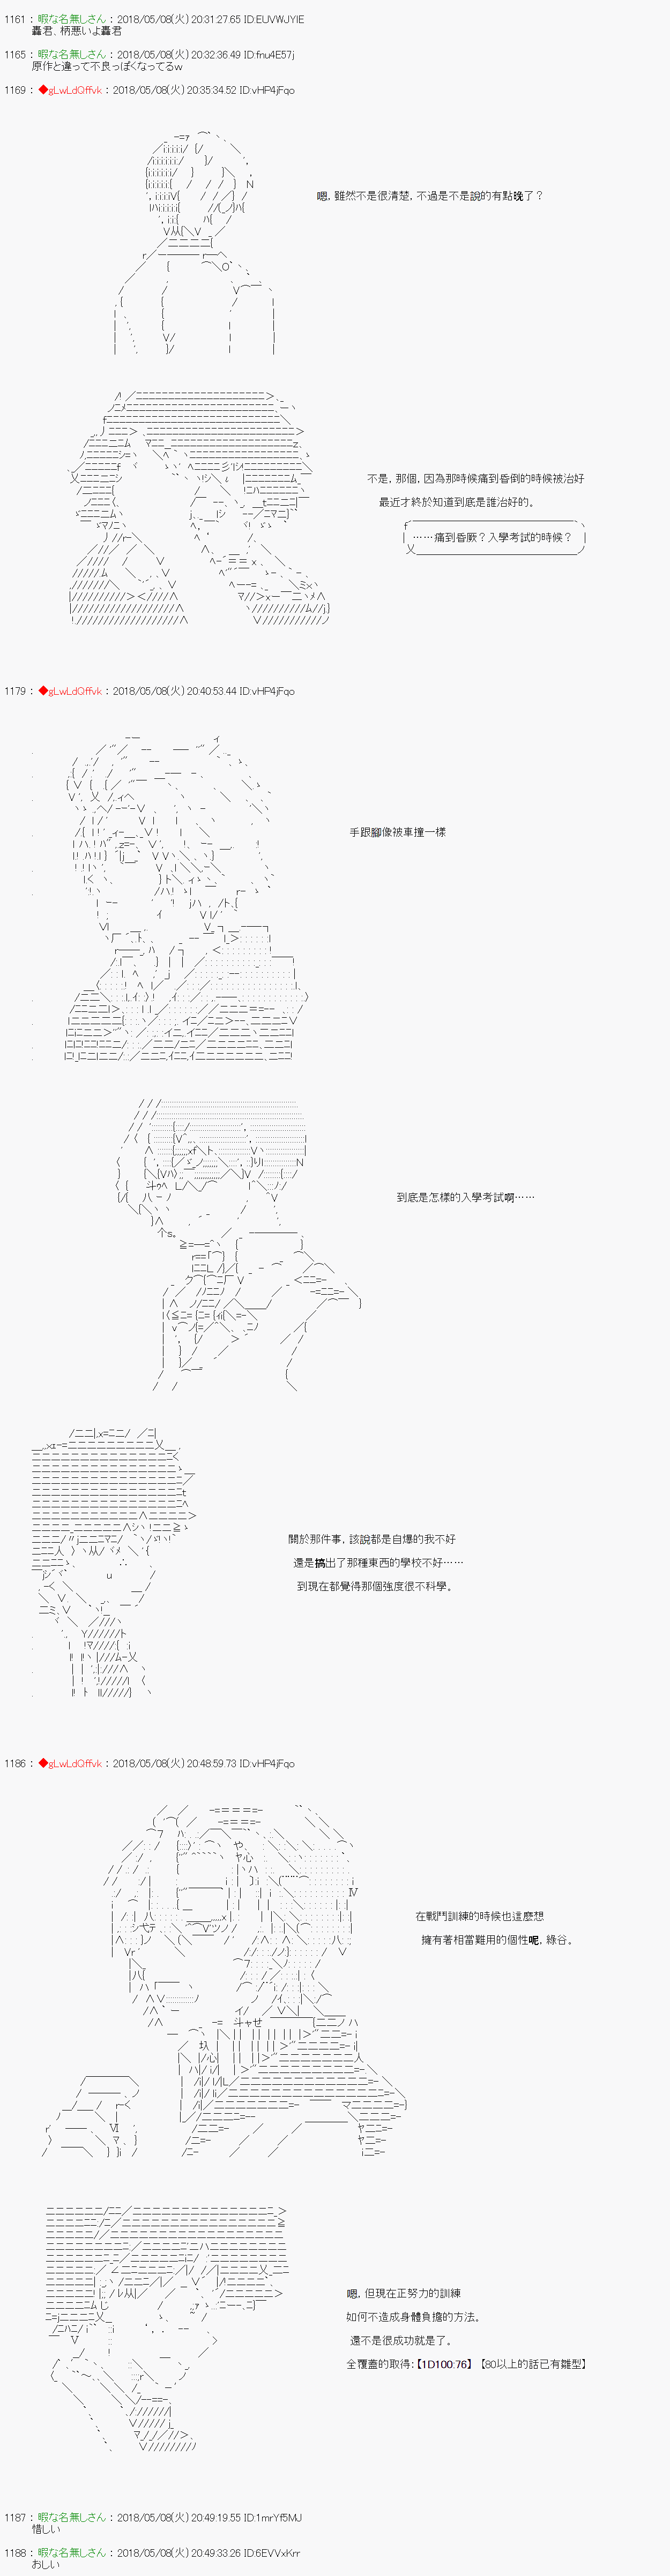 1161 : 暇な名無しさん : 2018/05/08(火) 20:31:27.65 ID:EUVWJYlE
轟君、柄悪いよ轟君
1165 : 暇な名無しさん : 2018/05/08(火) 20:32:36.49 ID:fnu4E57j
原作と違って不良っぽくなってるw
1169 : ◆gLwLdQffvk : 2018/05/08(火) 20:35:34.52 ID:vHP4jFqo
嗯, 雖然不是很清楚, 不過是不是說的有點晚了?
不是, 那個, 因為那時候痛到昏倒的時候被治好
最近才終於知道到底是誰治好的。
……痛到昏厥? 入學考試的時候?
1179 : ◆gLwLdQffvk : 2018/05/08(火) 20:40:53.44 ID:vHP4jFqo
手跟腳像被車撞一樣
到底是怎樣的入學考試啊……
關於那件事, 該說都是自爆的我不好
還是搞出了那種東西的學校不好……
到現在都覺得那個強度很不科學。
1186 : ◆gLwLdQffvk : 2018/05/08(火) 20:48:59.73 ID:vHP4jFqo
在戰鬥訓練的時候也這麼想
擁有著相當難用的個性呢, 綠谷。
嗯, 但現在正努力的訓練
如何不造成身體負擔的方法。
還不是很成功就是了。
全覆蓋的取得:【1D100:76】 【80以上的話已有雛型】
1187 : 暇な名無しさん : 2018/05/08(火) 20:49:19.55 ID:1mrYf5MJ
惜しい
1188 : 暇な名無しさん : 2018/05/08(火) 20:49:33.26 ID:6EVVxKrr
おしい